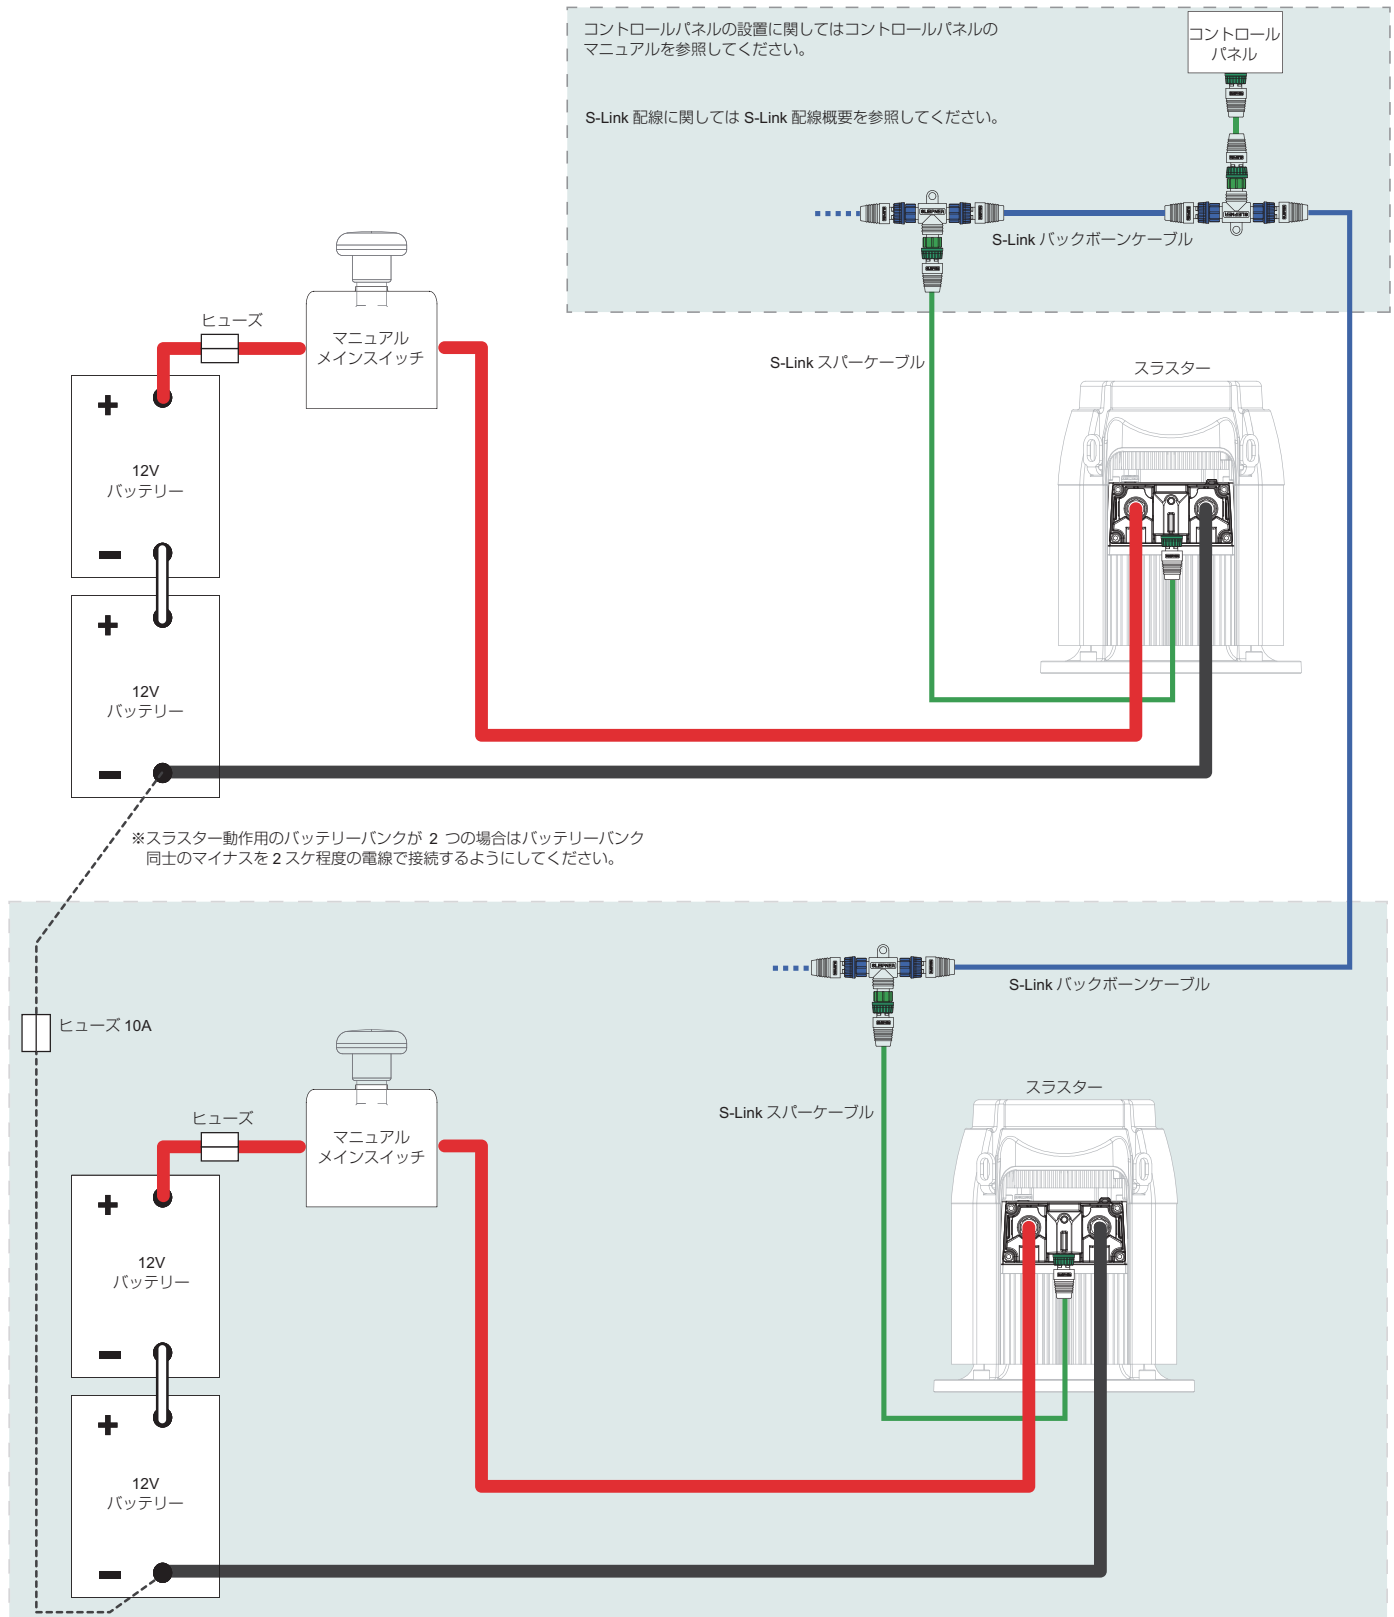 コントロールパネルの設置に関してはコントロールパネルの
マニュアルを参照してください。
コントロール
パネル
S-Link 配線に関しては S-Link 配線概要を参照してください。
SLEIPNER
SLEIPNER
S-Link バックボーンケーブル
ヒューズ
マニュアル
メインスイッチ
S-Link スパーケーブル
スラスター
+
12V
バッテリー
−
+
12V
バッテリー
−
※スラスター動作用のバッテリーバンクが 2 つの場合はバッテリーバンク
同士のマイナスを 2 スケ程度の電線で接続するようにしてください。
SLEIPNER
S-Link バックボーンケーブル
ヒューズ 10A
スラスター
ヒューズ
マニュアル
メインスイッチ
S-Link スパーケーブル
+
12V
バッテリー
−
+
12V
バッテリー
−